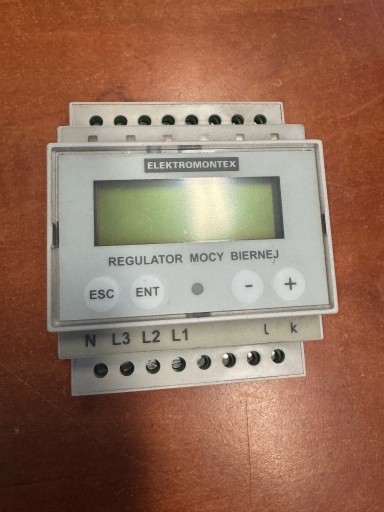 ELEKTROMONTEX
REGULATOR MOCY BIERNEJ
ESC ENT - +
N L3 L2 L1 l k